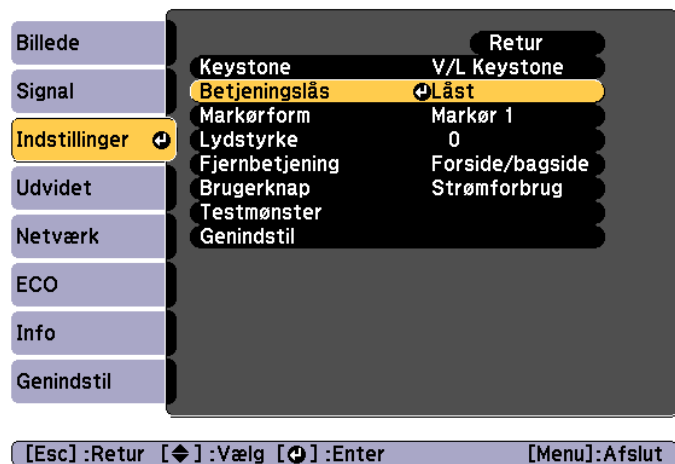 Billede
Signal
Indstillinger
Udvidet
Netværk
ECO
Info
Genindstil
Retur
Keystone V/L Keystone
Betjeningslås Låst
Markørform Markør 1
Lydstyrke 0
Fjernbetjening Forside/bagside
Brugerknap Strømforbrug
Testmønster
Genindstil
[Esc] :Retur [◆] :Vælg [⏎] :Enter [Menu]:Afslut